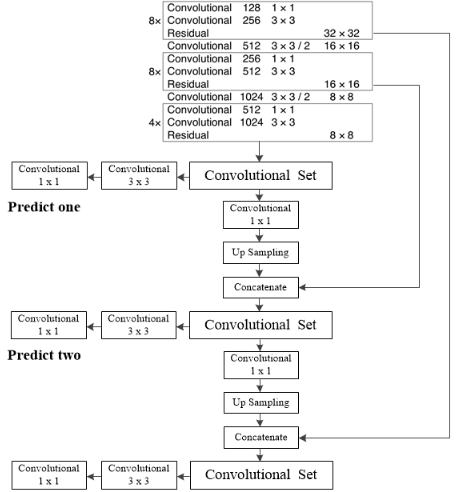 Convolutional 128 1 × 1
8× Convolutional 256 3 × 3
Residual 32 × 32
Convolutional 512 3 × 3 / 2 16 × 16
Convolutional 256 1 × 1
8× Convolutional 512 3 × 3
Residual 16 × 16
Convolutional 1024 3 × 3 / 2 8 × 8
Convolutional 512 1 × 1
4× Convolutional 1024 3 × 3
Residual 8 × 8
Convolutional
1 x 1
Convolutional
3 x 3
Convolutional Set
Predict one
Convolutional
1 x 1
Up Sampling
Concatenate
Convolutional
1 x 1
Convolutional
3 x 3
Convolutional Set
Predict two
Convolutional
1 x 1
Up Sampling
Concatenate
Convolutional
1 x 1
Convolutional
3 x 3
Convolutional Set